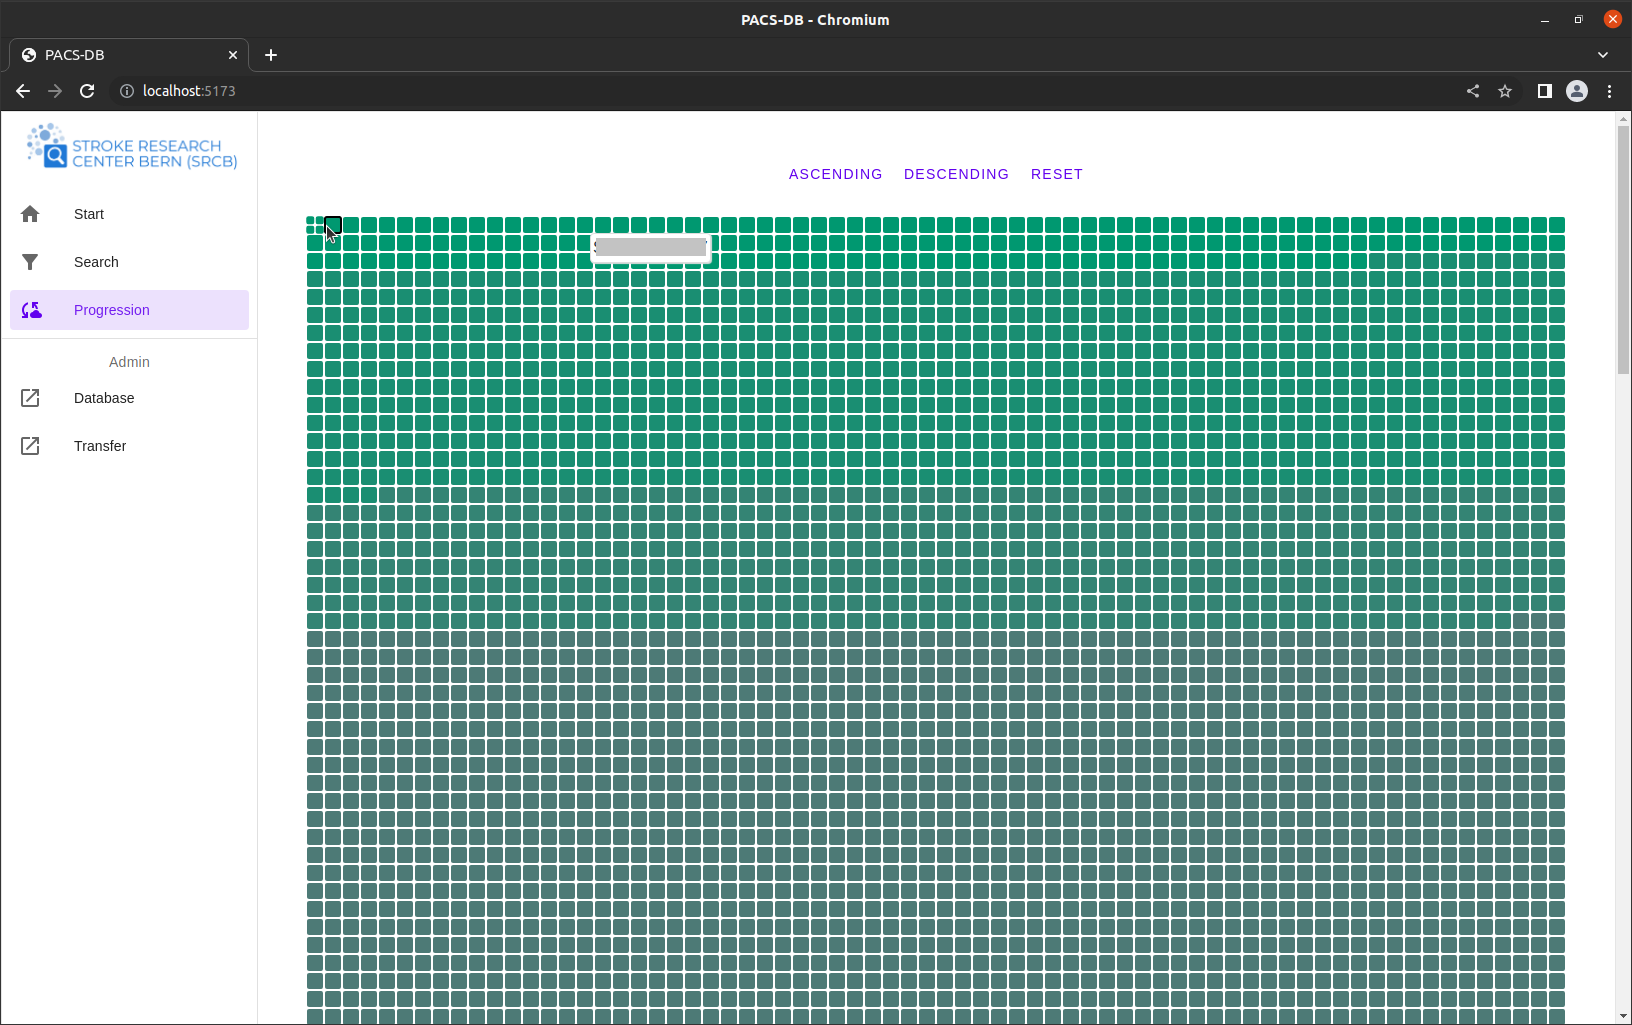 PACS-DB - Chromium
PACS-DB
localhost:5173
STROKE RESEARCH
CENTER BERN (SRCB)
ASCENDING DESCENDING RESET
Start
Search
Progression
Admin
Database
Transfer